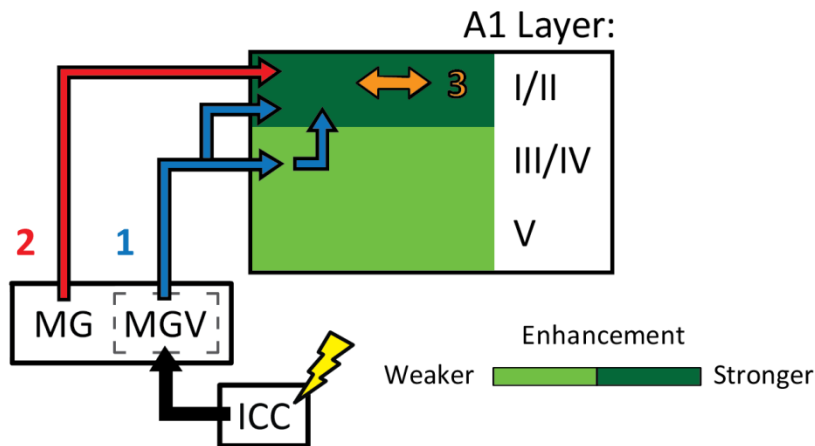 A1 Layer:
3
I/II
III/IV
V
2
1
MG
MGV
ICC
Enhancement
Weaker
Stronger